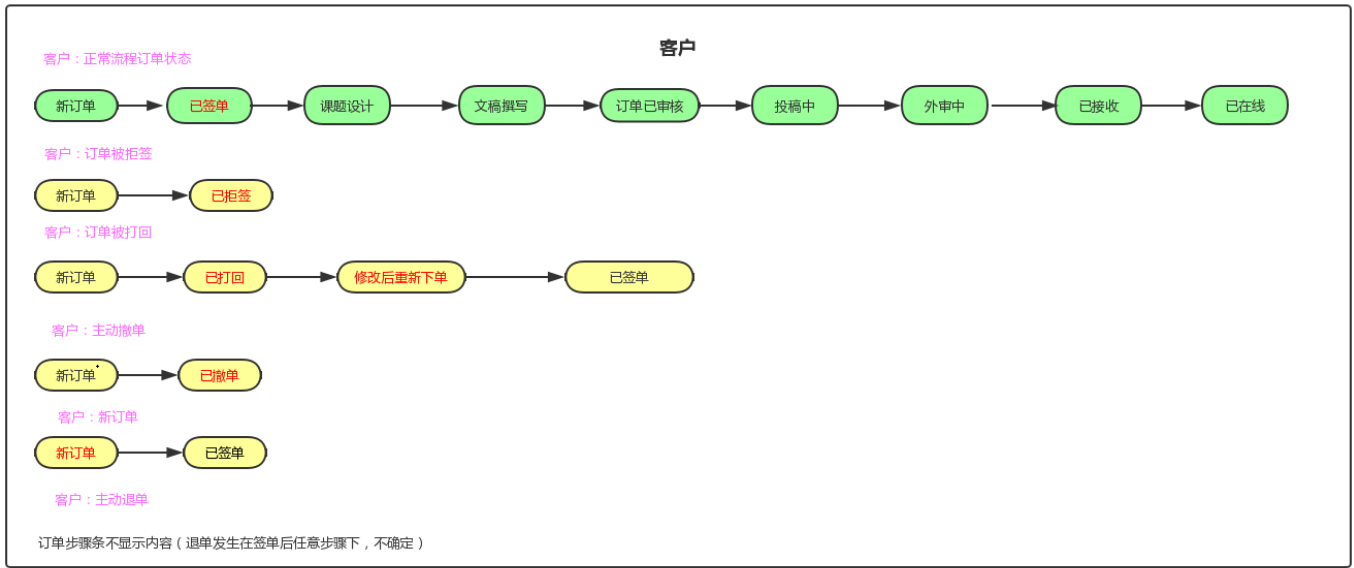 客户
客户：正常流程订单状态
新订单 已签单 课题设计 文稿撰写 订单已审核 投稿中 外审中 已接收 已在线
客户：订单被拒签
新订单 已拒签
客户：订单被打回
新订单 已打回 修改后重新下单 已签单
客户：主动撤单
新订单 已撤单
客户：新订单
新订单 已签单
客户：主动退单
订单步骤条不显示内容（退单发生在签单后任意步骤下，不确定）